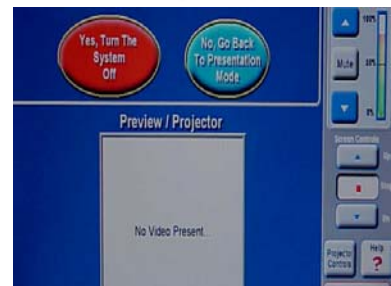 Yes, Turn The
System
Off
No, Go Back
To Presentation
Mode
Preview / Projector
No Video Present...
100%
50%
Mute
0%
Screen Controls
Projector
Controls
Help
?